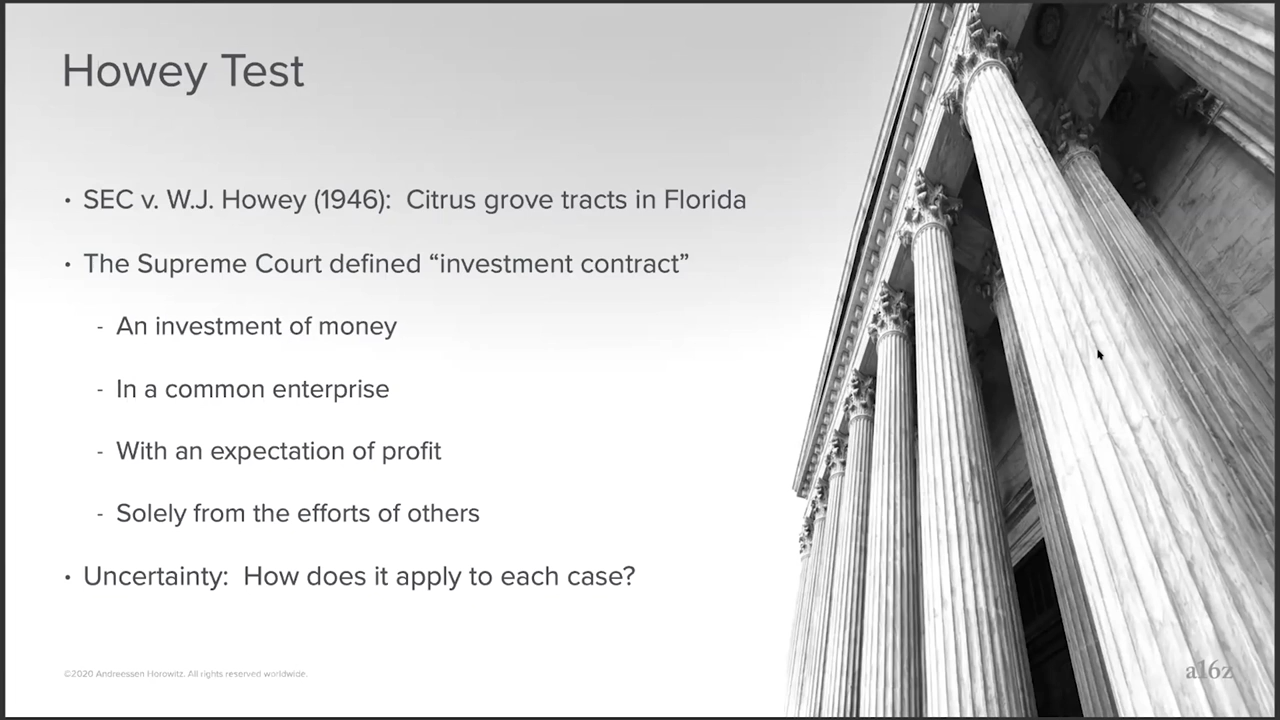 Howey Test
• SEC v. W.J. Howey (1946):  Citrus grove tracts in Florida
• The Supreme Court defined “investment contract”
- An investment of money
- In a common enterprise
- With an expectation of profit
- Solely from the efforts of others
• Uncertainty:  How does it apply to each case?
©2020 Andreessen Horowitz. All rights reserved worldwide.
a16z